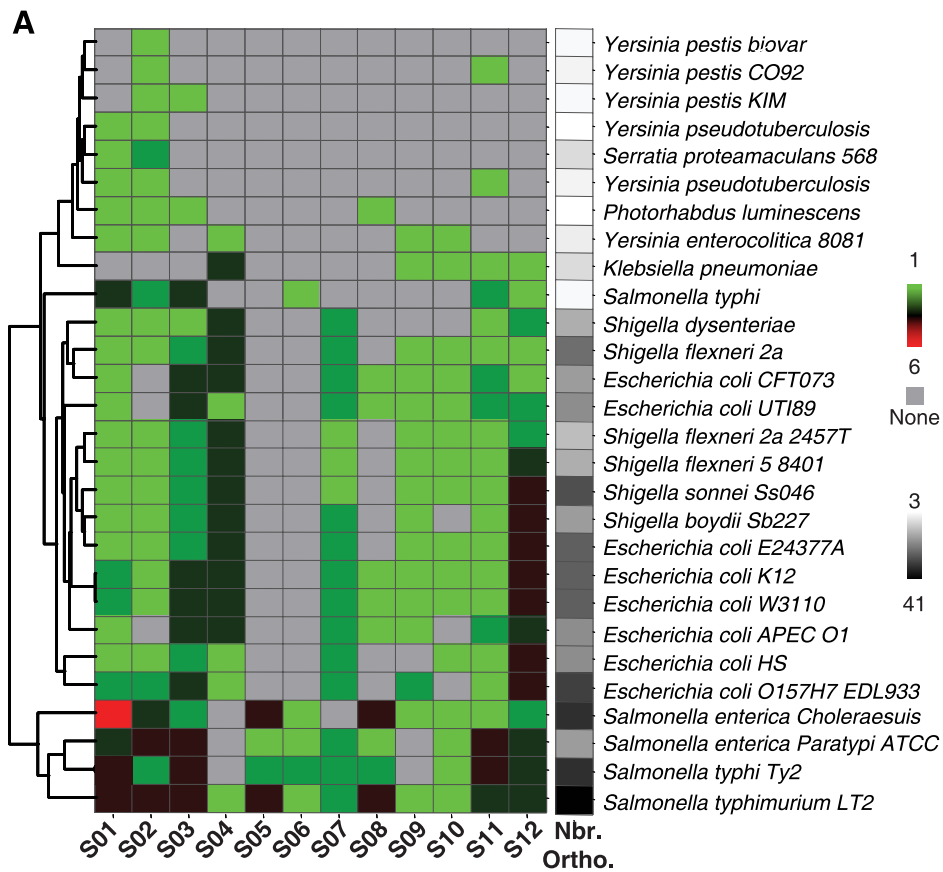 A
Yersinia pestis biovar
Yersinia pestis CO92
Yersinia pestis KIM
Yersinia pseudotuberculosis
Serratia proteamaculans 568
Yersinia pseudotuberculosis
Photorhabdus luminescens
Yersinia enterocolitica 8081
Klebsiella pneumoniae
Salmonella typhi
Shigella dysenteriae
Shigella flexneri 2a
Escherichia coli CFT073
Escherichia coli UTI89
Shigella flexneri 2a 2457T
Shigella flexneri 5 8401
Shigella sonnei Ss046
Shigella boydii Sb227
Escherichia coli E24377A
Escherichia coli K12
Escherichia coli W3110
Escherichia coli APEC O1
Escherichia coli HS
Escherichia coli O157H7 EDL933
Salmonella enterica Choleraesuis
Salmonella enterica Paratypi ATCC
Salmonella typhi Ty2
Salmonella typhimurium LT2
1
6
None
3
41
S01 S02 S03 S04 S05 S06 S07 S08 S09 S10 S11 S12
Nbr.
Ortho.